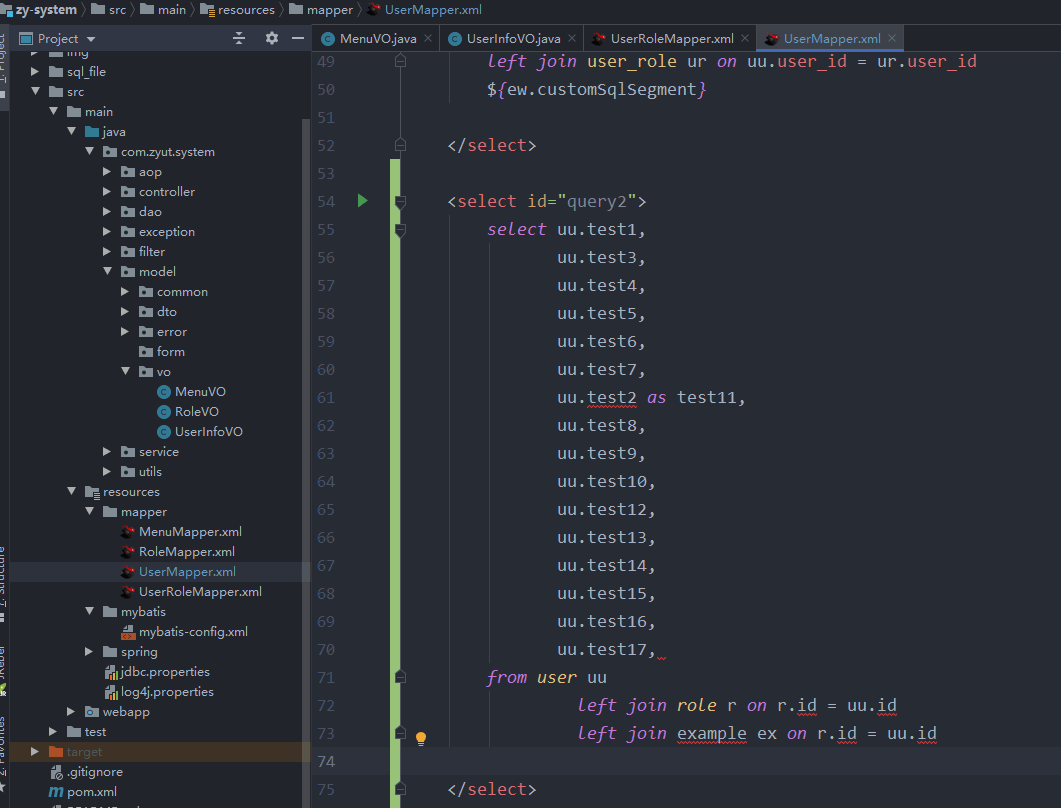 zy-system src main resources mapper UserMapper.xml
Project
MenuVO.java UserInfoVO.java UserRoleMapper.xml UserMapper.xml
img
sql_file
src
main
java
com.zyut.system
aop
controller
dao
exception
filter
model
common
dto
error
form
vo
MenuVO
RoleVO
UserInfoVO
service
utils
resources
mapper
MenuMapper.xml
RoleMapper.xml
UserMapper.xml
UserRoleMapper.xml
mybatis
mybatis-config.xml
spring
jdbc.properties
log4j.properties
webapp
test
target
.gitignore
pom.xml
49 left join user_role ur on uu.user_id = ur.user_id
50 ${ew.customSqlSegment}
51
52 </select>
53
54 <select id="query2">
55 select uu.test1,
56 uu.test3,
57 uu.test4,
58 uu.test5,
59 uu.test6,
60 uu.test7,
61 uu.test2 as test11,
62 uu.test8,
63 uu.test9,
64 uu.test10,
65 uu.test12,
66 uu.test13,
67 uu.test14,
68 uu.test15,
69 uu.test16,
70 uu.test17,
71 from user uu
72 left join role r on r.id = uu.id
73 left join example ex on r.id = uu.id
74
75 </select>